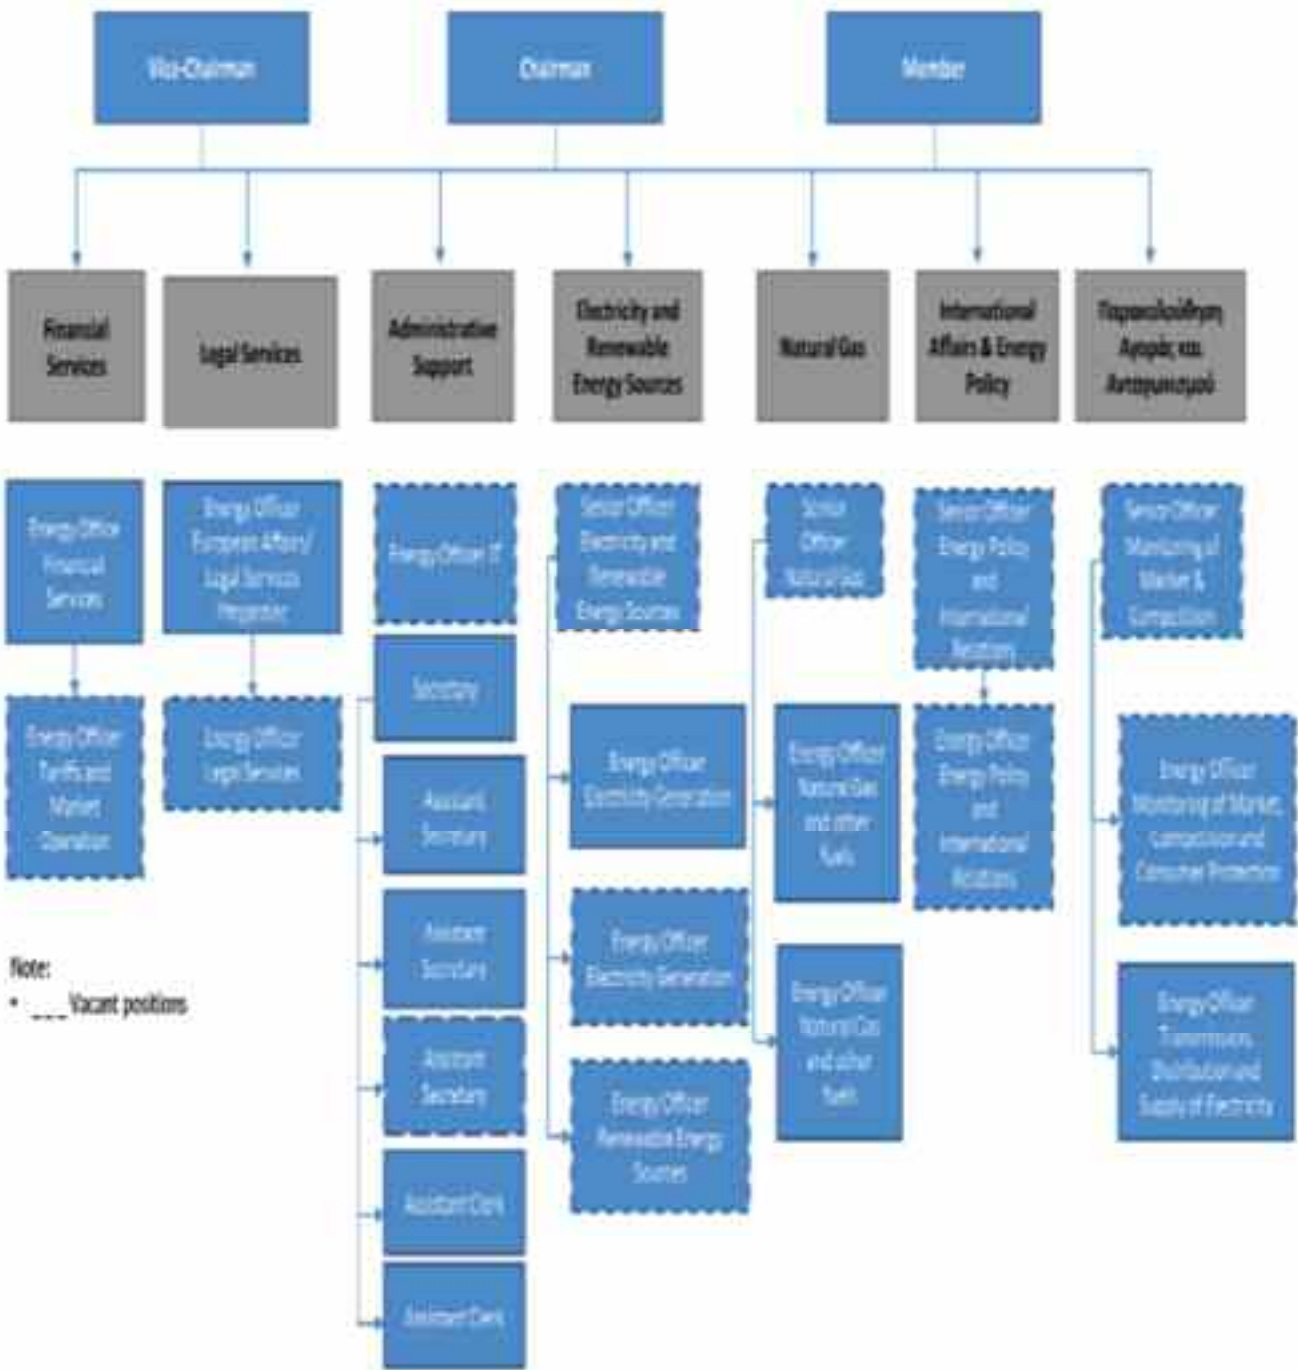 Vice-Chairman
Chairman
Member
Financial
Services
Legal Services
Administrative
Support
Electricity and
Renewable
Energy Sources
Natural Gas
International
Affairs & Energy
Policy
Παρακολούθηση
Αγοράς και
Ανταγωνισμού
Energy Office
Financial
Services
Energy Officer
Tariffs and
Market
Operation
Energy Officer
European Affairs/
Legal Services
Energy Officer
Legal Services
Energy Officer IT
Secretary
Assistant
Secretary
Assistant
Secretary
Assistant
Secretary
Assistant Clerk
Assistant Clerk
Senior Officer
Electricity and
Renewable
Energy Sources
Energy Officer
Electricity Generation
Energy Officer
Electricity Generation
Energy Officer
Renewable Energy
Sources
Senior
Officer
Natural Gas
Energy Officer
Natural Gas
and other
fuels
Energy Officer
Natural Gas
and other
fuels
Senior Officer
Energy Policy
and
International
Relations
Energy Officer
Energy Policy
and
International
Relations
Senior Officer
Monitoring of
Market &
Competition
Energy Officer
Monitoring of Market,
Competition and
Consumer Protection
Energy Officer
Transmission,
Distribution and
Supply of Electricity
Note:
• _ _ _ Vacant positions